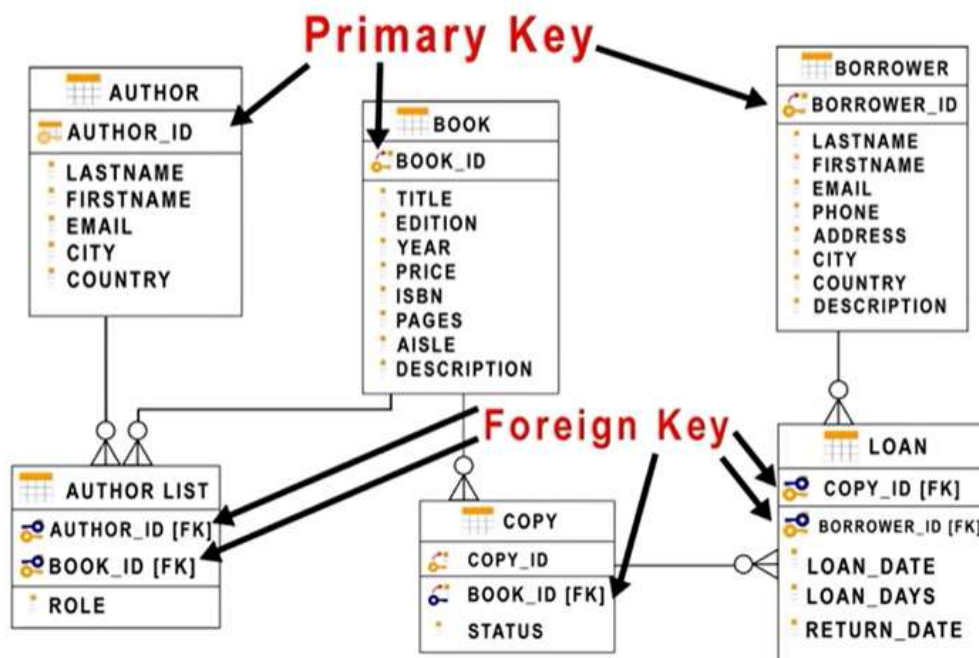 Primary Key
AUTHOR
AUTHOR_ID
LASTNAME
FIRSTNAME
EMAIL
CITY
COUNTRY
BOOK
BOOK_ID
TITLE
EDITION
YEAR
PRICE
ISBN
PAGES
AISLE
DESCRIPTION
BORROWER
BORROWER_ID
LASTNAME
FIRSTNAME
EMAIL
PHONE
ADDRESS
CITY
COUNTRY
DESCRIPTION
Foreign Key
AUTHOR LIST
AUTHOR_ID [FK]
BOOK_ID [FK]
ROLE
COPY
COPY_ID
BOOK_ID [FK]
STATUS
LOAN
COPY_ID [FK]
BORROWER_ID [FK]
LOAN_DATE
LOAN_DAYS
RETURN_DATE